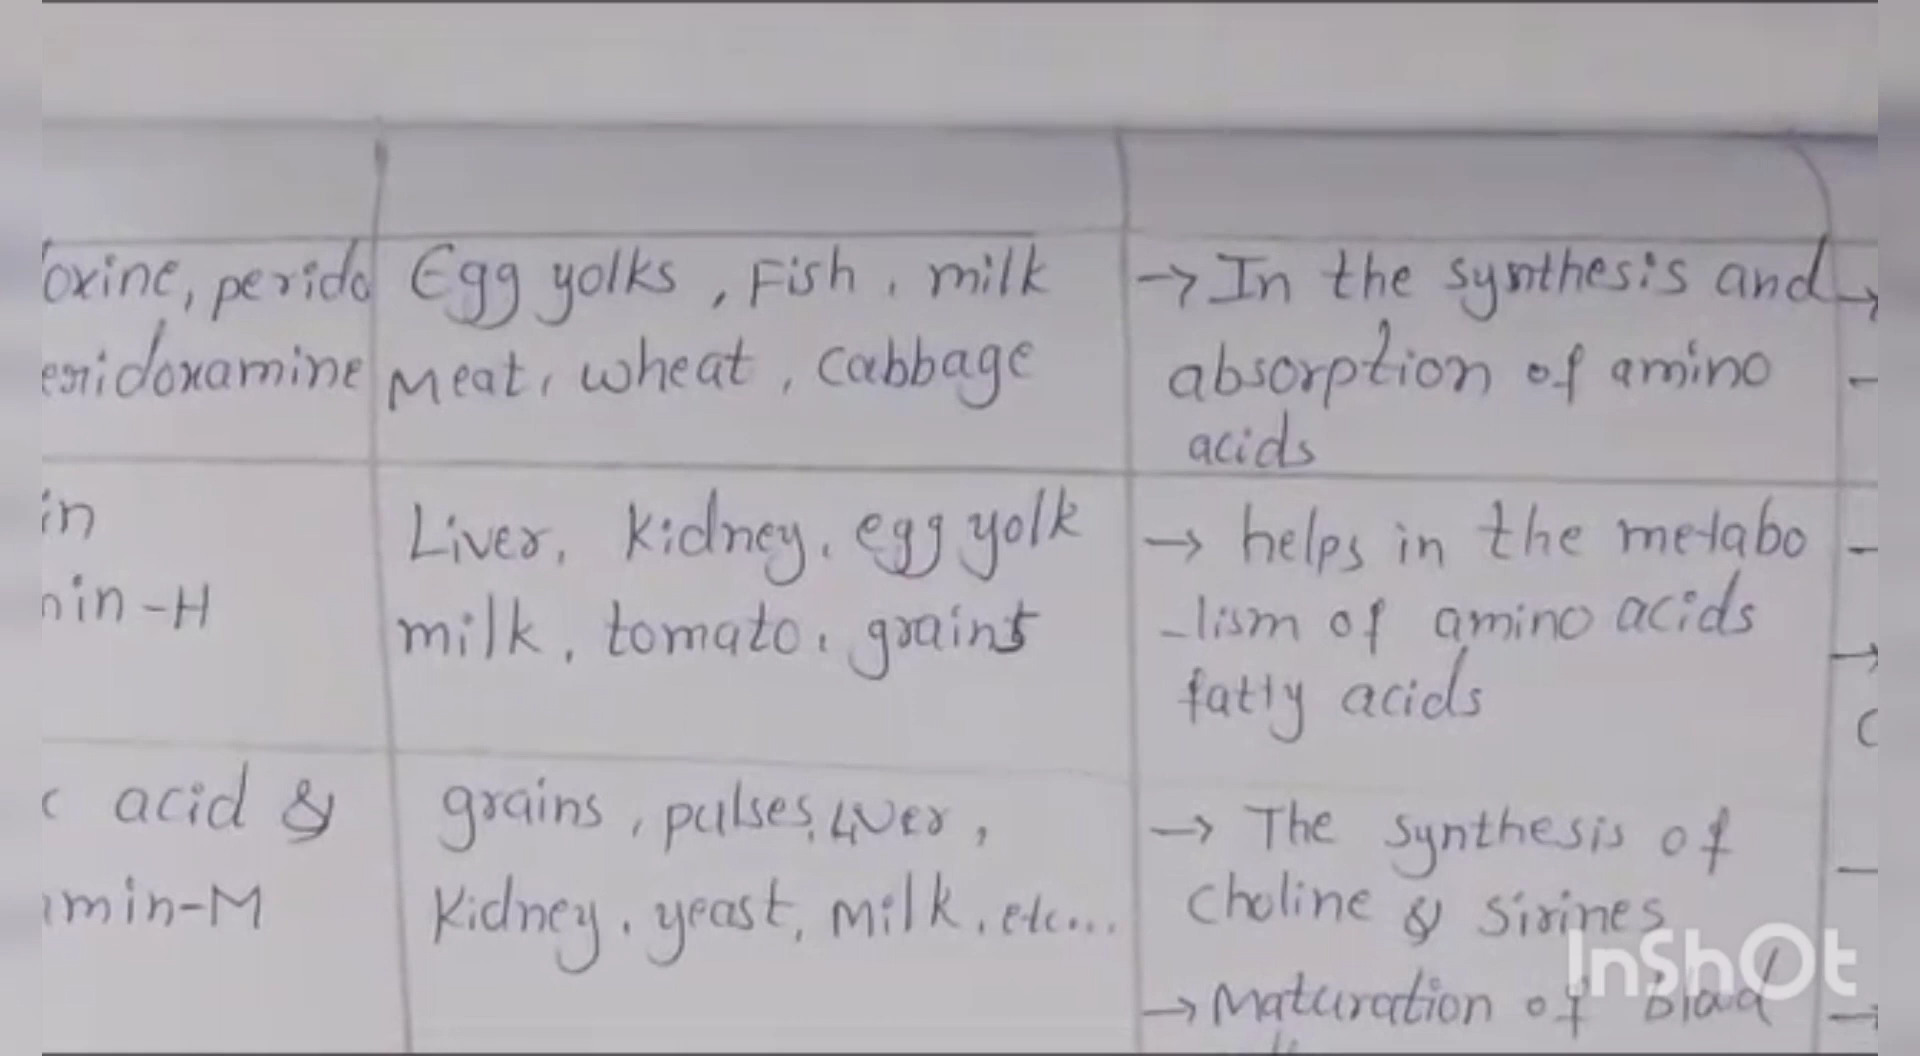 oxine, perido
eridoxamine
Egg yolks, Fish, milk
Meat, wheat, cabbage
→ In the synthesis and
absorption of amino
acids
in
min-H
Liver, Kidney, egg yolk
milk, tomato, grains
→ helps in the metabo
-lism of amino acids
fatty acids
c acid &
amin-M
grains, pulses, Liver,
Kidney, yeast, Milk, etc...
→ The synthesis of
choline & sirines
→ Maturation of Blood
InShOt